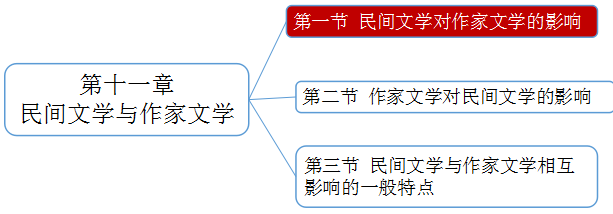 第一节 民间文学对作家文学的影响
第十一章
民间文学与作家文学
第二节 作家文学对民间文学的影响
第三节 民间文学与作家文学相互
影响的一般特点